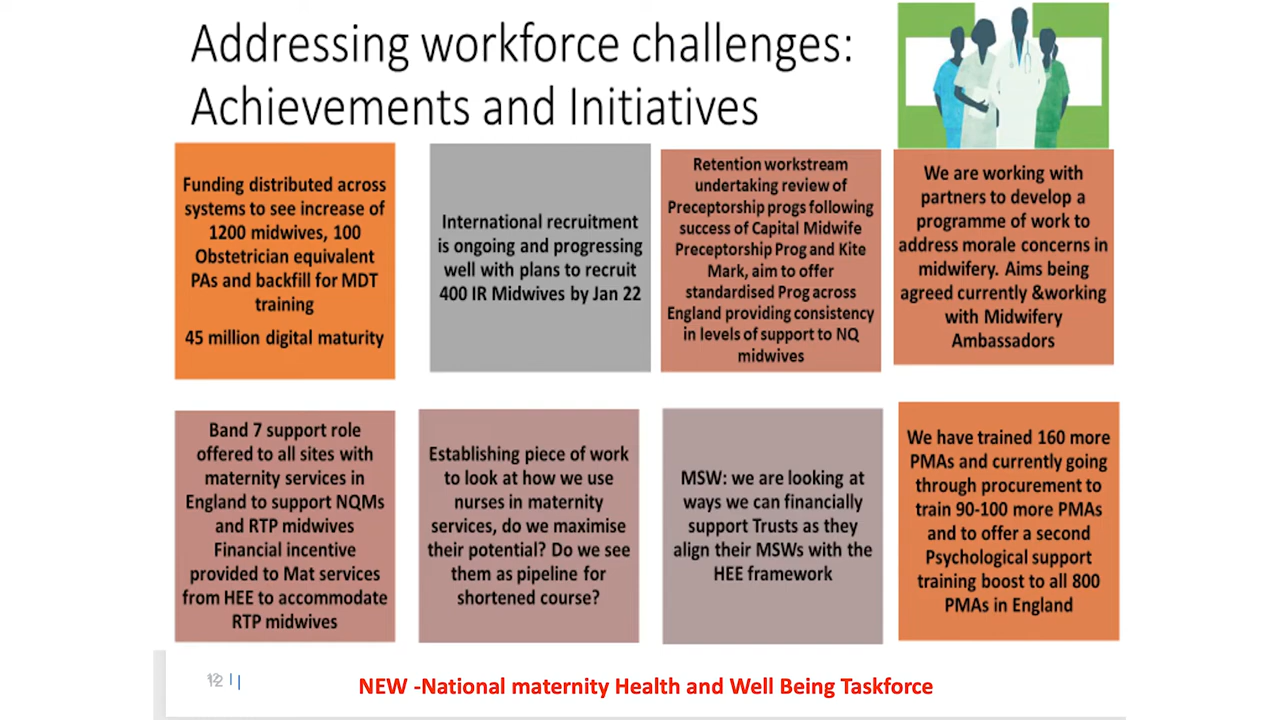 Addressing workforce challenges:
Achievements and Initiatives
Funding distributed across
systems to see increase of
1200 midwives, 100
Obstetrician equivalent
PAs and backfill for MDT
training
45 million digital maturity
International recruitment
is ongoing and progressing
well with plans to recruit
400 IR Midwives by Jan 22
Retention workstream
undertaking review of
Preceptorship progs following
success of Capital Midwife
Preceptorship Prog and Kite
Mark, aim to offer
standardised Prog across
England providing consistency
in levels of support to NQ
midwives
We are working with
partners to develop a
programme of work to
address morale concerns in
midwifery. Aims being
agreed currently &working
with Midwifery
Ambassadors
Band 7 support role
offered to all sites with
maternity services in
England to support NQMs
and RTP midwives
Financial incentive
provided to Mat services
from HEE to accommodate
RTP midwives
Establishing piece of work
to look at how we use
nurses in maternity
services, do we maximise
their potential? Do we see
them as pipeline for
shortened course?
MSW: we are looking at
ways we can financially
support Trusts as they
align their MSWs with the
HEE framework
We have trained 160 more
PMAs and currently going
through procurement to
train 90-100 more PMAs
and to offer a second
Psychological support
training boost to all 800
PMAs in England
12
NEW -National maternity Health and Well Being Taskforce